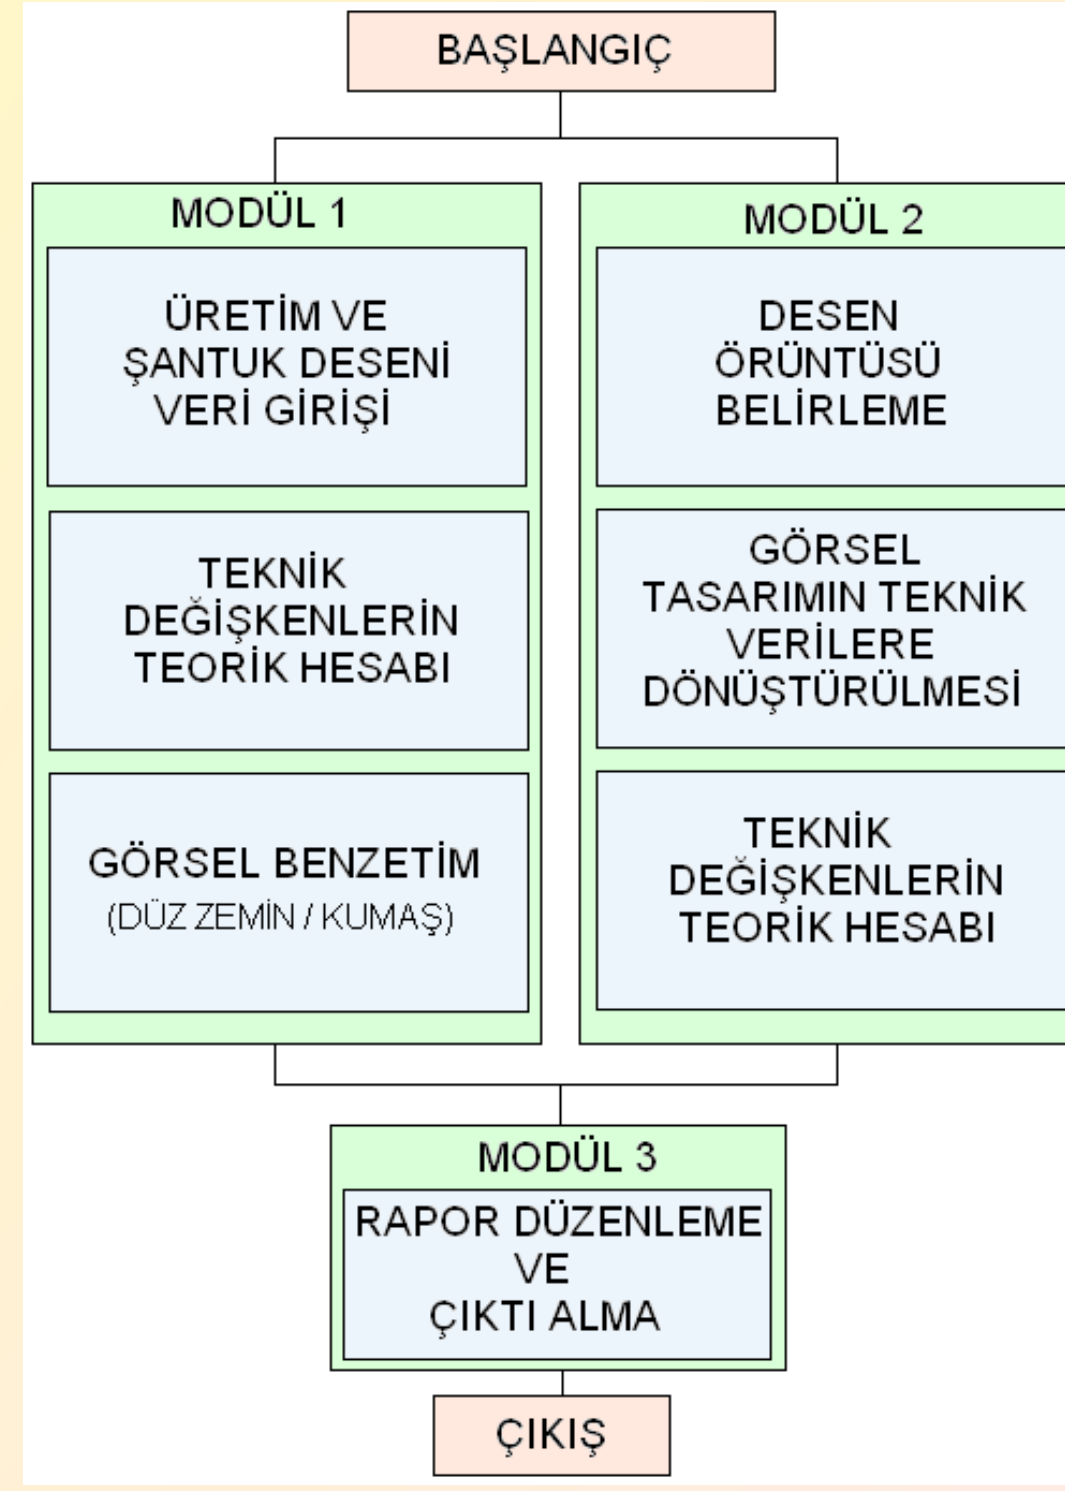 BAŞLANGIÇ
MODÜL 1
ÜRETİM VE
ŞANTUK DESENİ
VERİ GİRİŞİ
TEKNİK
DEĞİŞKENLERİN
TEORİK HESABI
GÖRSEL BENZETİM
(DÜZ ZEMİN / KUMAŞ)
MODÜL 2
DESEN
ÖRÜNTÜSÜ
BELİRLEME
GÖRSEL
TASARIMIN TEKNİK
VERİLERE
DÖNÜŞTÜRÜLMESİ
TEKNİK
DEĞİŞKENLERİN
TEORİK HESABI
MODÜL 3
RAPOR DÜZENLEME
VE
ÇIKTI ALMA
ÇIKIŞ